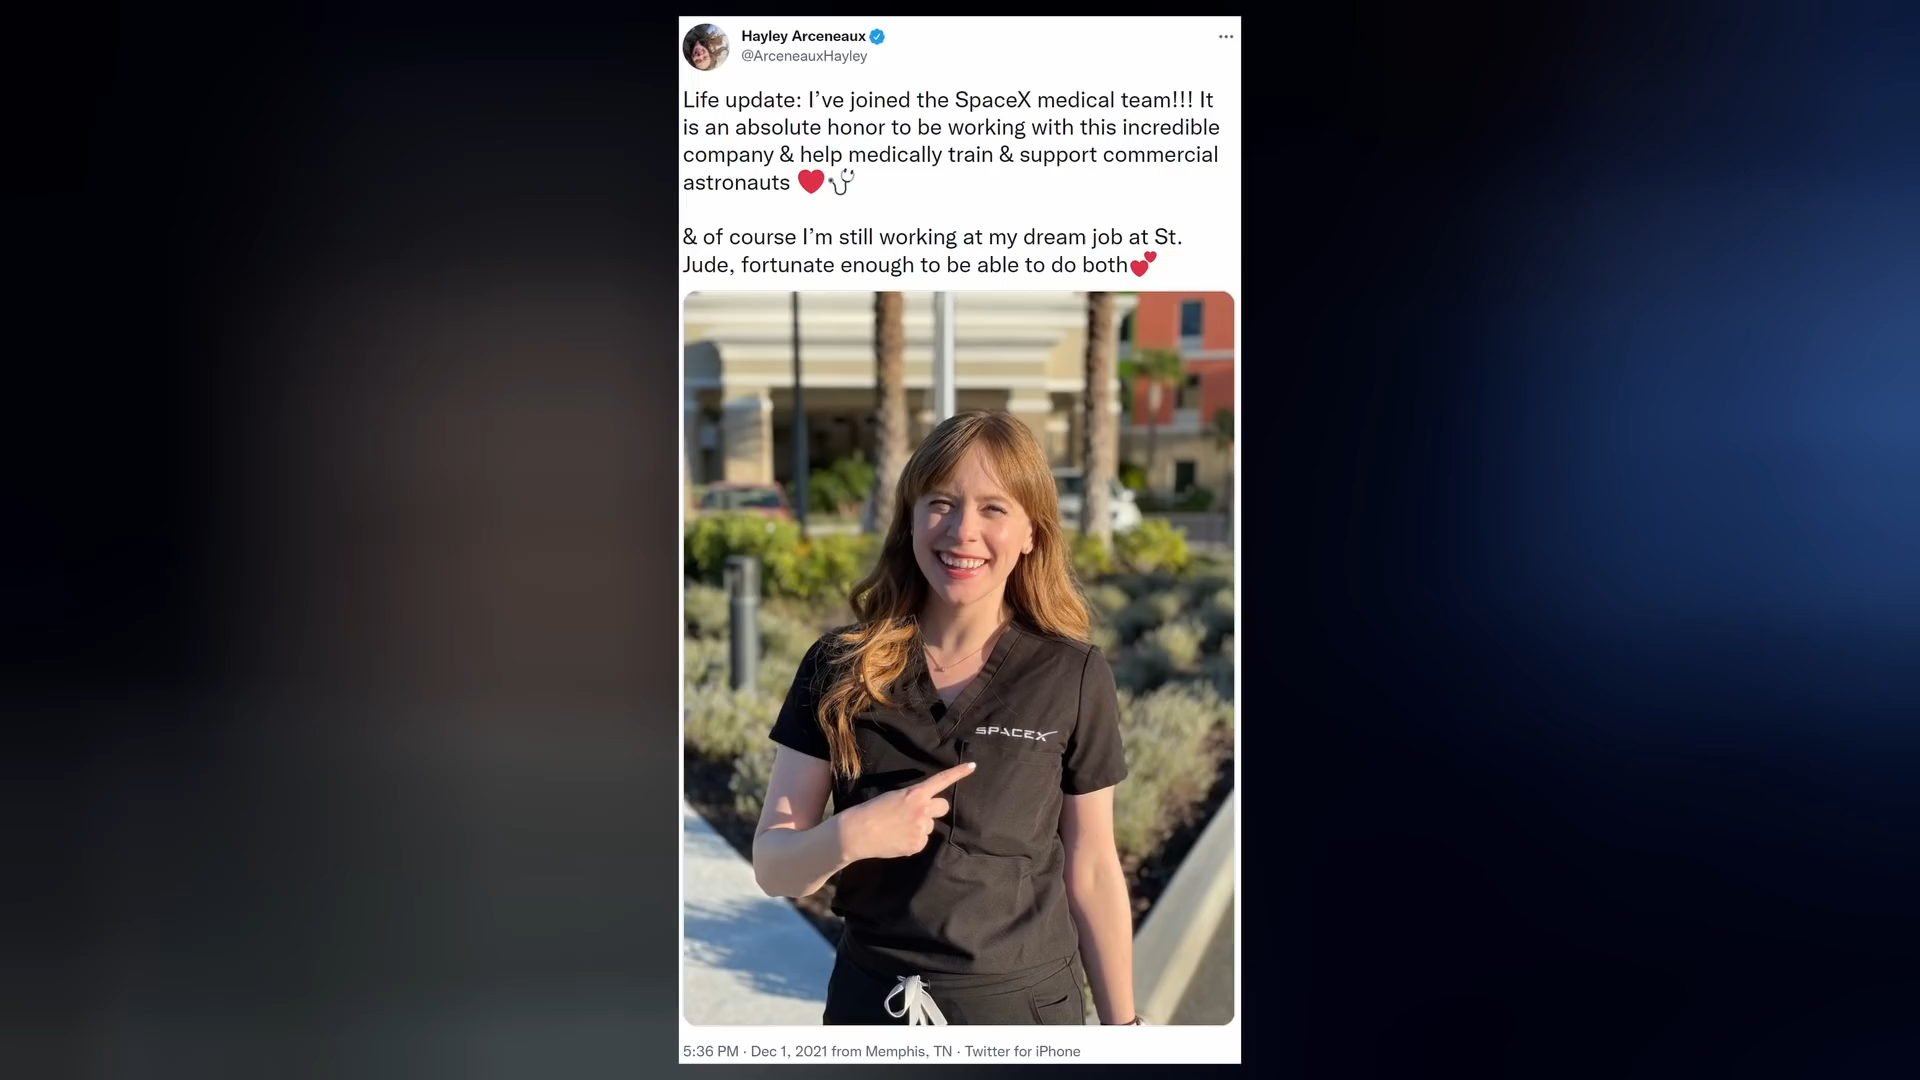 Hayley Arceneaux
@ArceneauxHayley
Life update: I’ve joined the SpaceX medical team!!! It
is an absolute honor to be working with this incredible
company & help medically train & support commercial
astronauts ❤️🩺
& of course I’m still working at my dream job at St.
Jude, fortunate enough to be able to do both💕
SPACEX
5:36 PM · Dec 1, 2021 from Memphis, TN · Twitter for iPhone